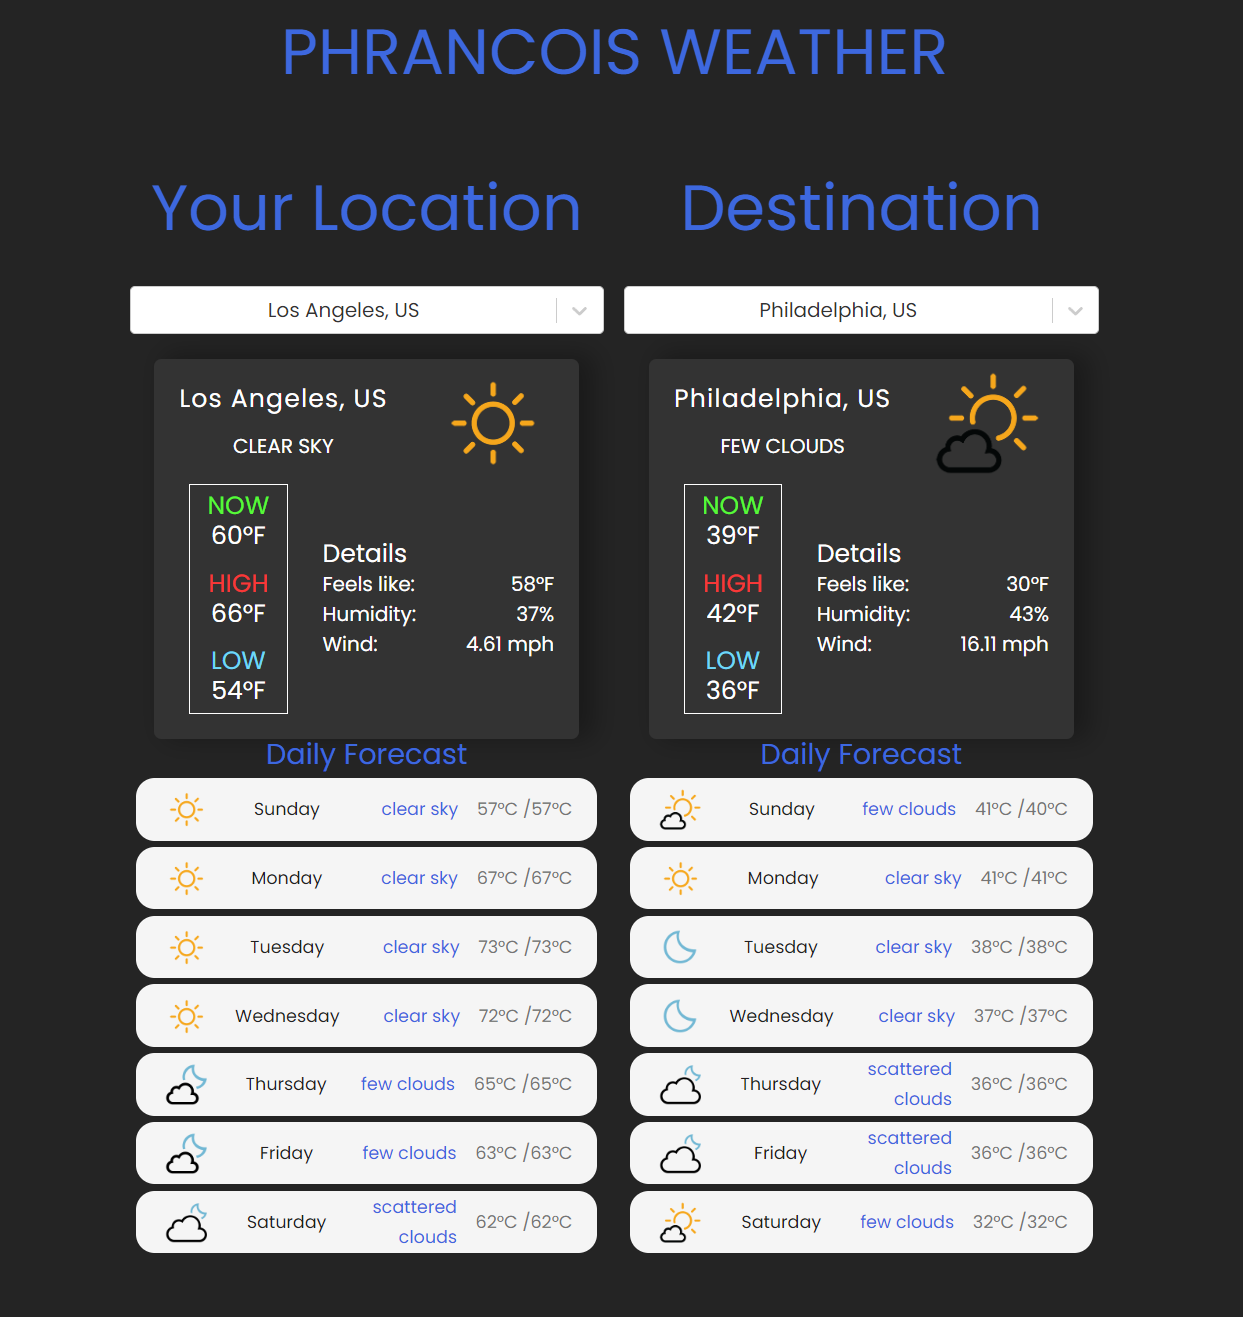 PHRANCOIS WEATHER
Your Location
Los Angeles, US
Los Angeles, US
CLEAR SKY
NOW
60°F
HIGH
66°F
LOW
54°F
Details
Feels like: 58°F
Humidity: 37%
Wind: 4.61 mph
Daily Forecast
Sunday clear sky 57°C /57°C
Monday clear sky 67°C /67°C
Tuesday clear sky 73°C /73°C
Wednesday clear sky 72°C /72°C
Thursday few clouds 65°C /65°C
Friday few clouds 63°C /63°C
Saturday scattered clouds 62°C /62°C
Destination
Philadelphia, US
Philadelphia, US
FEW CLOUDS
NOW
39°F
HIGH
42°F
LOW
36°F
Details
Feels like: 30°F
Humidity: 43%
Wind: 16.11 mph
Daily Forecast
Sunday few clouds 41°C /40°C
Monday clear sky 41°C /41°C
Tuesday clear sky 38°C /38°C
Wednesday clear sky 37°C /37°C
Thursday scattered clouds 36°C /36°C
Friday scattered clouds 36°C /36°C
Saturday few clouds 32°C /32°C